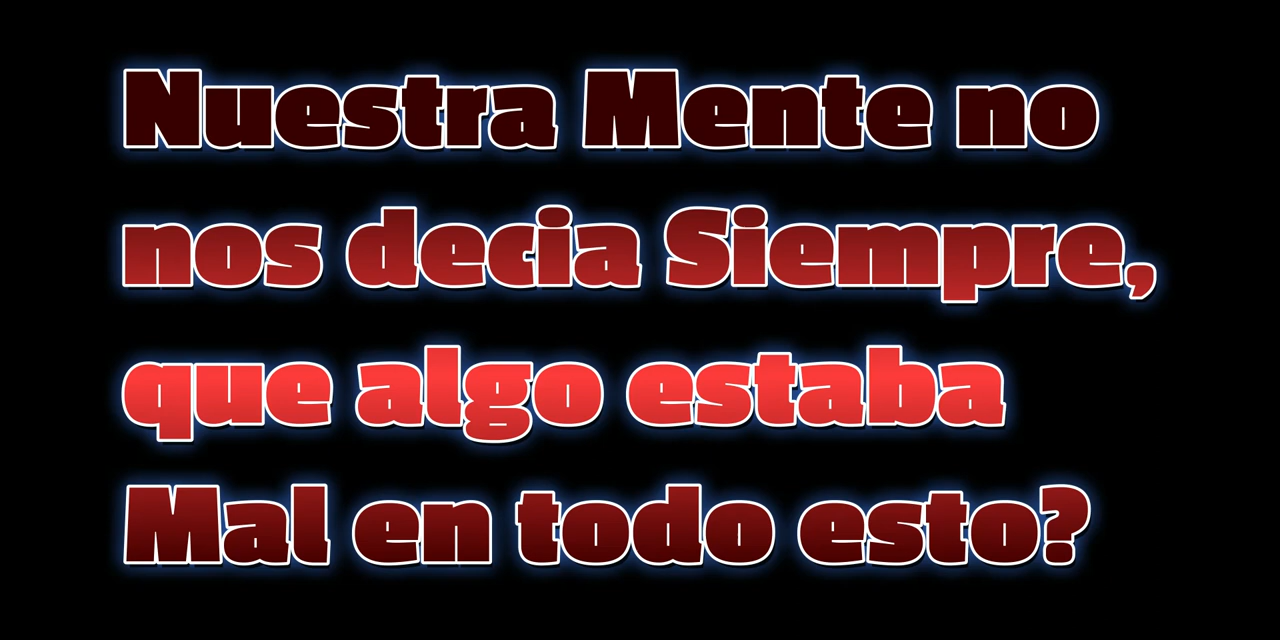 Nuestra Mente no
nos decia Siempre,
que algo estaba
Mal en todo esto?